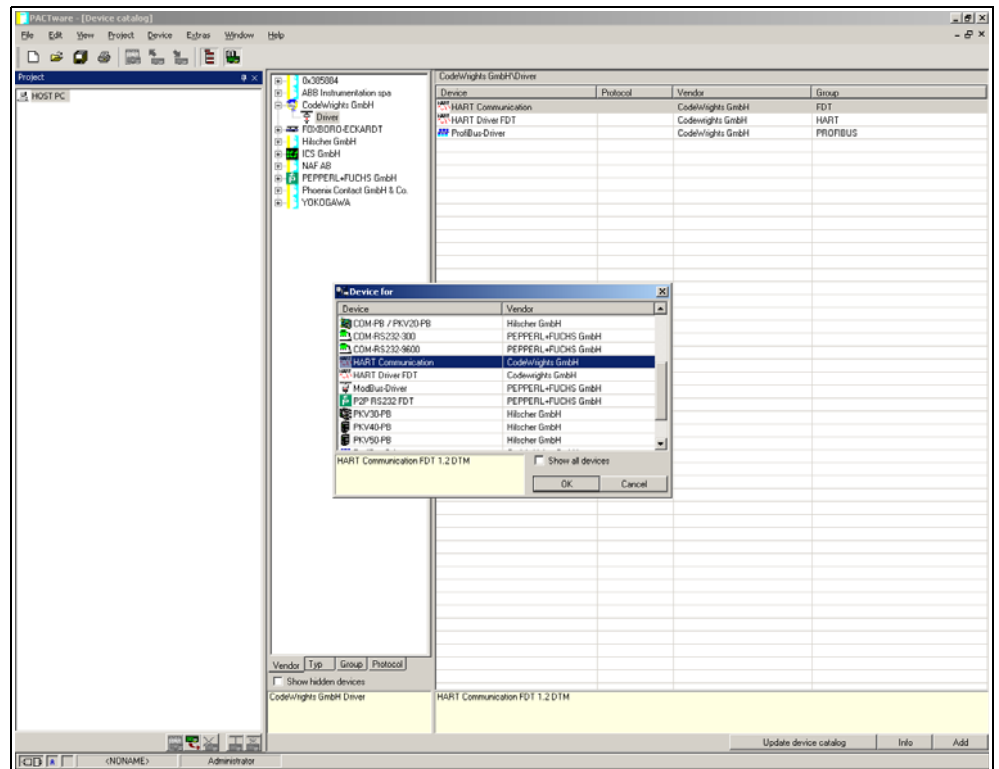 PACTware - [Device catalog]
File Edit View Project Device Extras Window Help
Project
HOST PC
0x385884
ABB Instrumentation spa
CodeWrights GmbH
Driver
FOXBORO-ECKARDT
Hilscher GmbH
ICS GmbH
NAF AB
PEPPERL+FUCHS GmbH
Phoenix Contact GmbH & Co.
YOKOGAWA
CodeWrights GmbH\Driver
Device Protocol Vendor Group
HART Communication CodeWrights GmbH FDT
HART Driver FDT Codewrights GmbH HART
ProfiBus-Driver CodeWrights GmbH PROFIBUS
Device for
Device Vendor
COM-PB / PKV20-PB Hilscher GmbH
COM-RS232-300 PEPPERL+FUCHS GmbH
COM-RS232-9600 PEPPERL+FUCHS GmbH
HART Communication CodeWrights GmbH
HART Driver FDT Codewrights GmbH
ModBus-Driver PEPPERL+FUCHS GmbH
P2P RS232 FDT PEPPERL+FUCHS GmbH
PKV30-PB Hilscher GmbH
PKV40-PB Hilscher GmbH
PKV50-PB Hilscher GmbH
HART Communication FDT 1.2 DTM
Show all devices
OK Cancel
Vendor Typ Group Protocol
Show hidden devices
CodeWrights GmbH Driver
HART Communication FDT 1.2 DTM
Update device catalog Info Add
<NONAME> Administrator